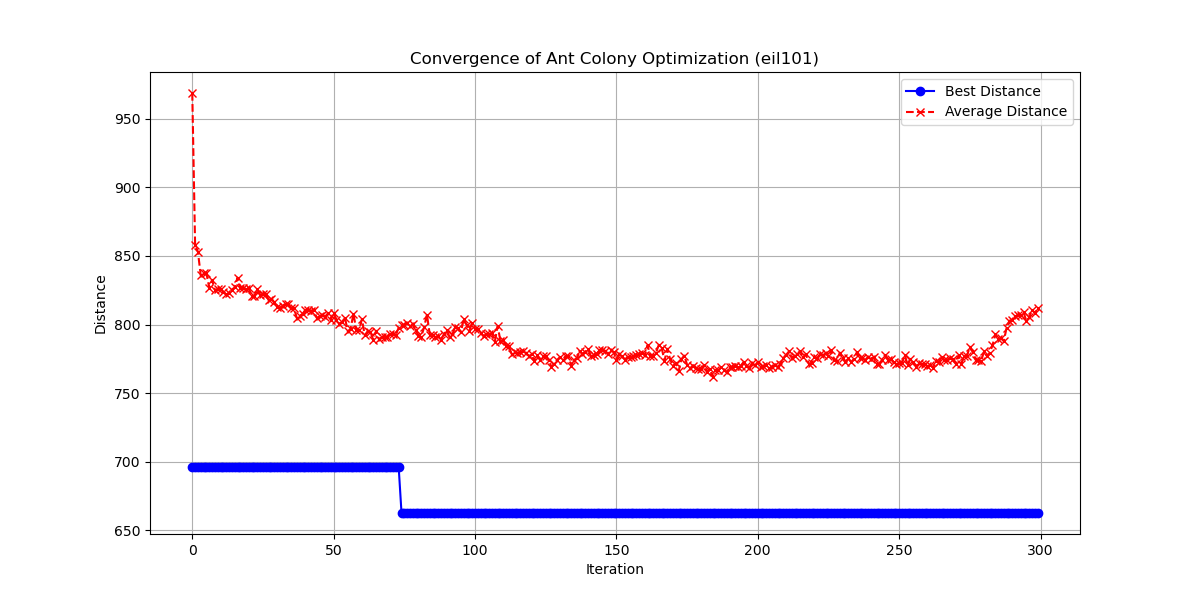 Convergence of Ant Colony Optimization (eil101)
Best Distance
Average Distance
950
900
850
800
750
700
650
Distance
0 50 100 150 200 250 300
Iteration